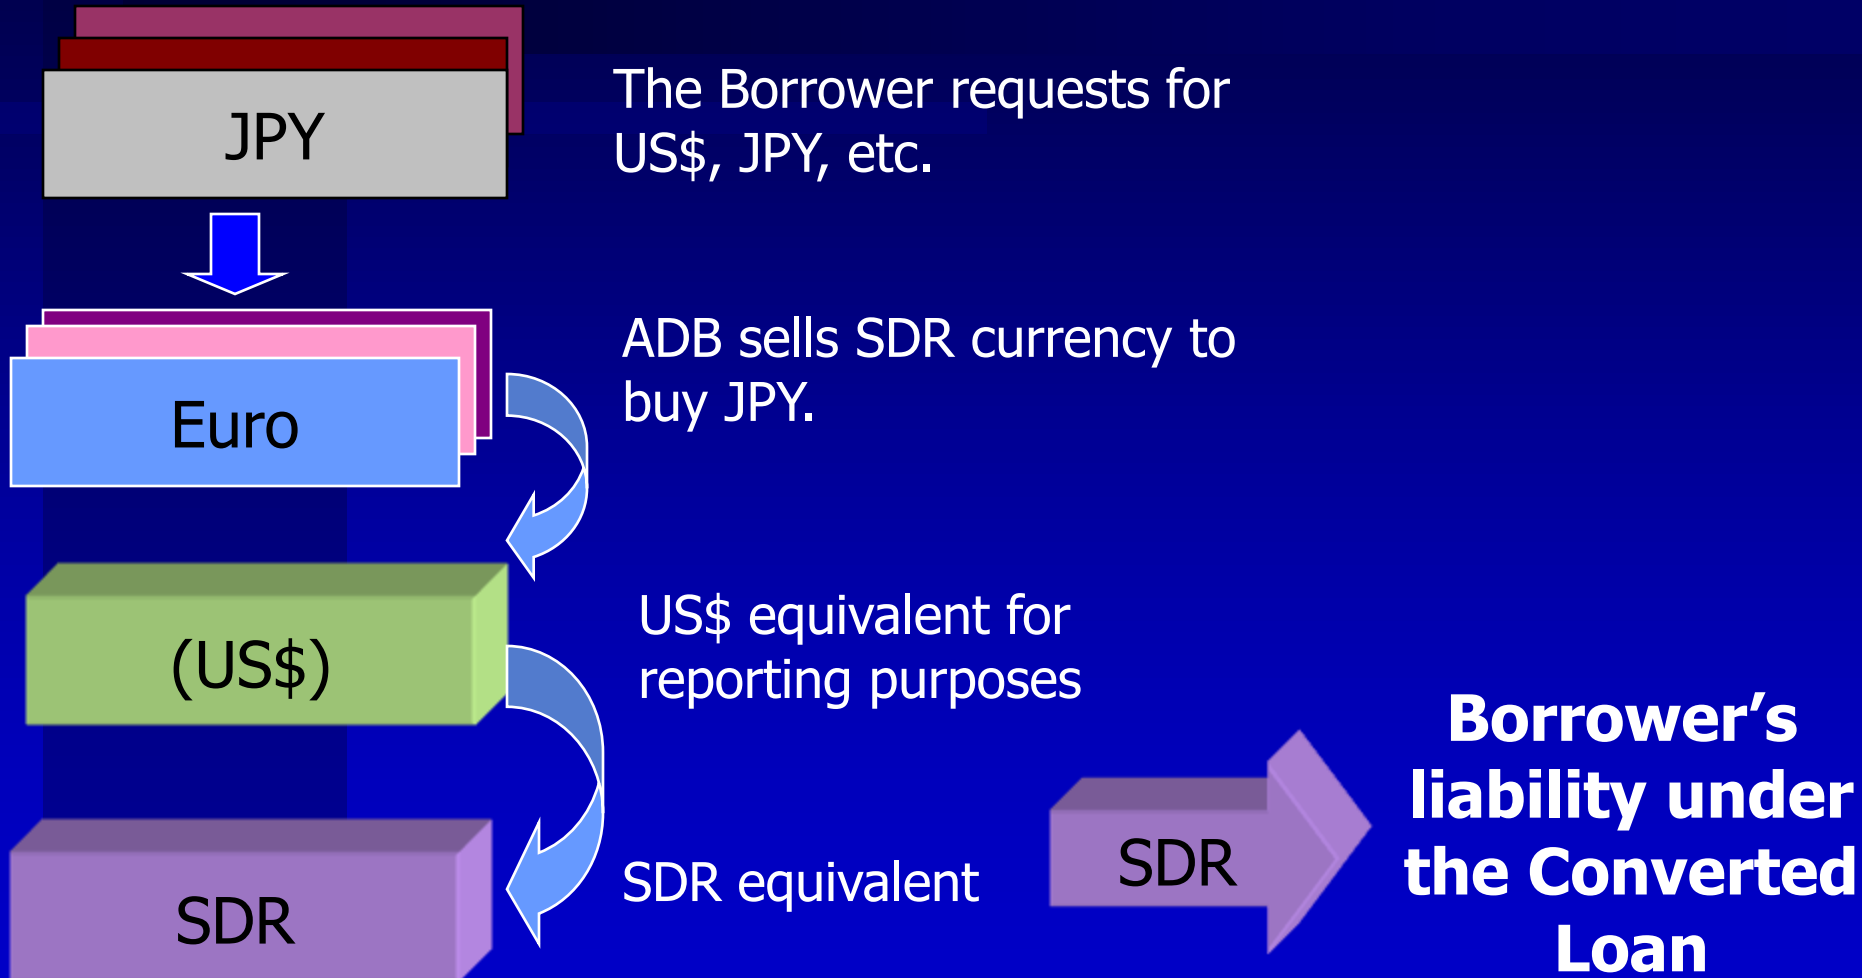 JPY
The Borrower requests for
US$, JPY, etc.
Euro
ADB sells SDR currency to
buy JPY.
(US$)
US$ equivalent for
reporting purposes
SDR
SDR equivalent
SDR
Borrower’s
liability under
the Converted
Loan